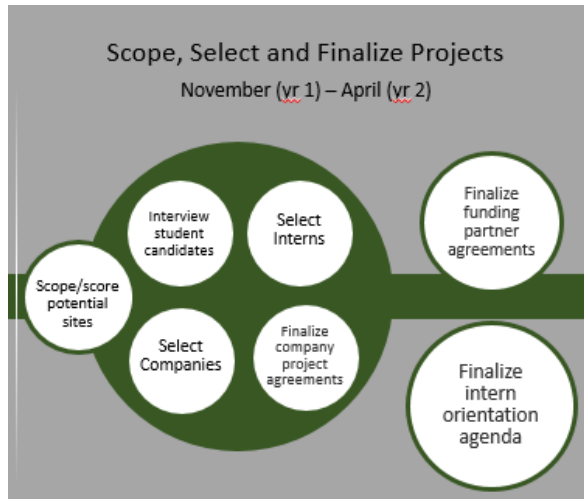 Scope, Select and Finalize Projects
November (yr 1) – April (yr 2)
Scope/score
potential
sites
Interview
student
candidates
Select
Interns
Select
Companies
Finalize
company
project
agreements
Finalize
funding
partner
agreements
Finalize
intern
orientation
agenda